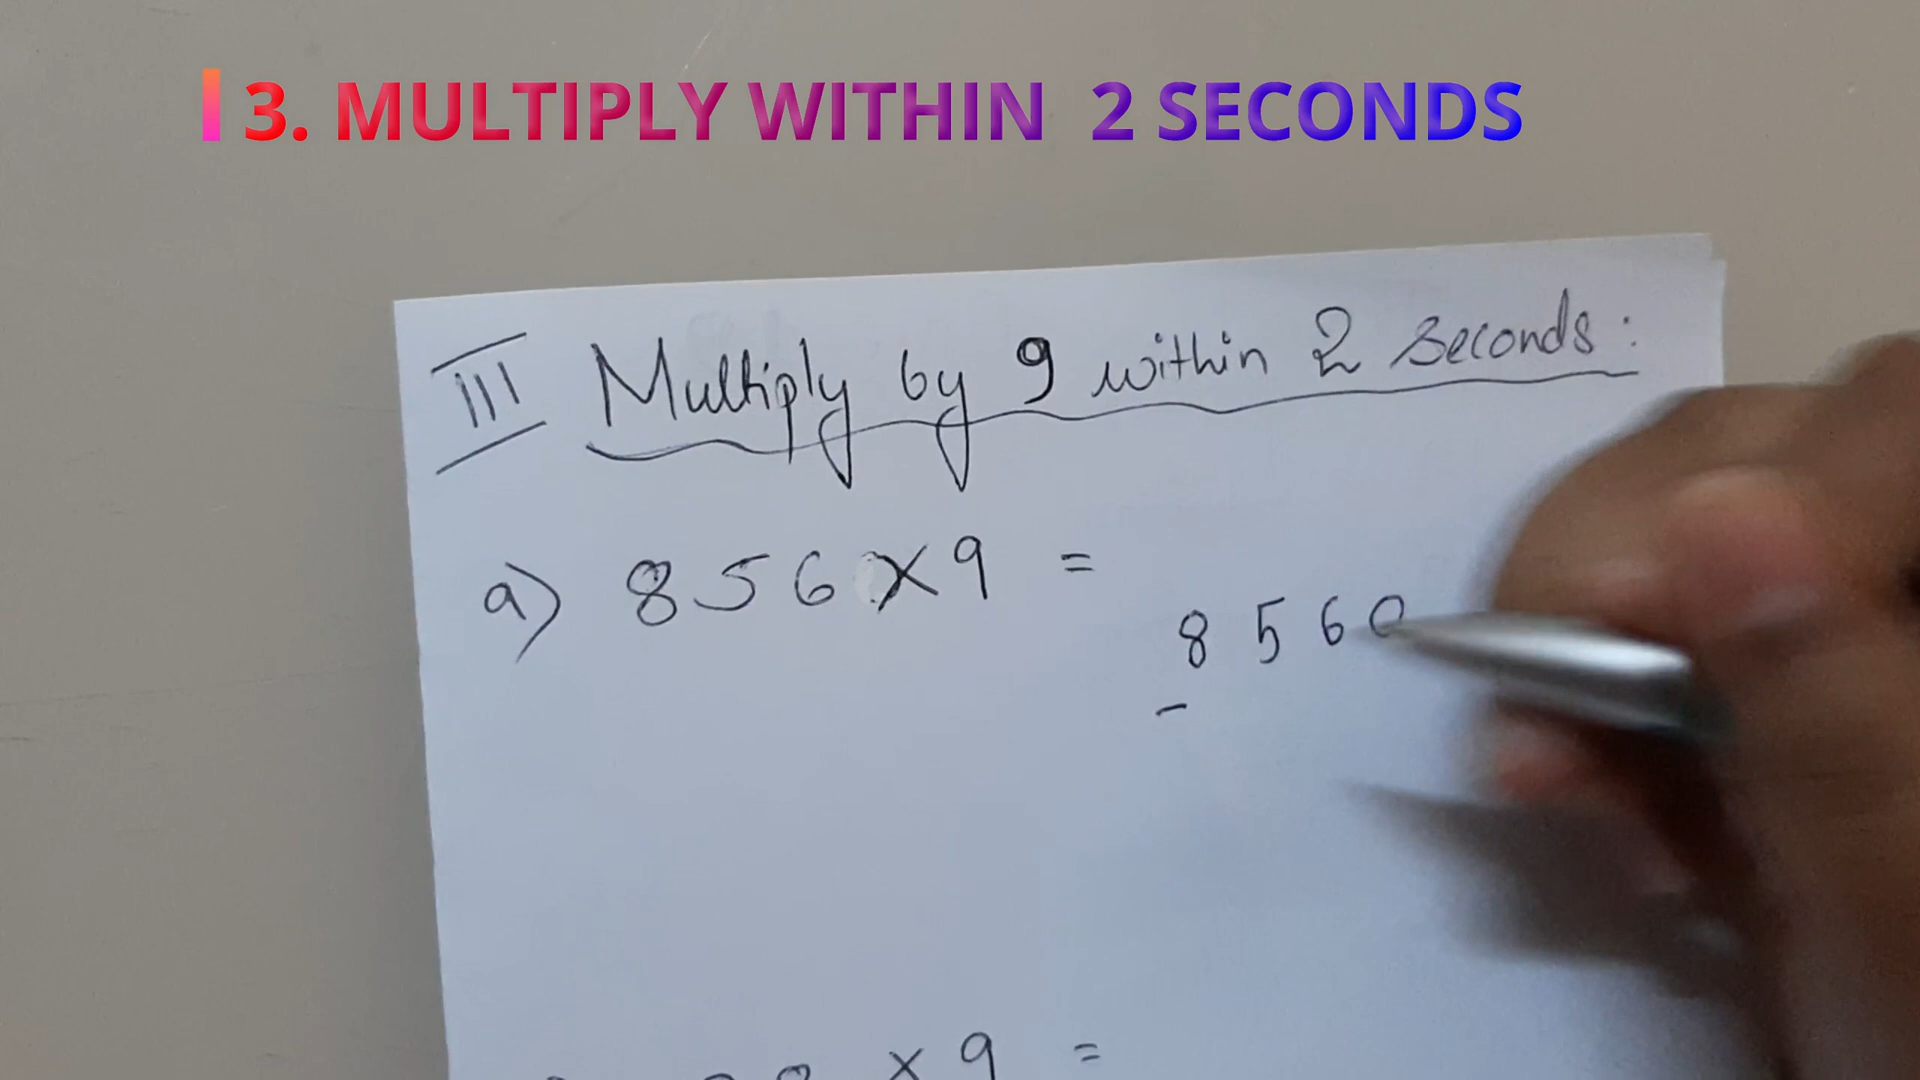 3. MULTIPLY WITHIN 2 SECONDS
III Multiply by 9 within 2 seconds:
a) 856 × 9 =
8560
-
× 9 =